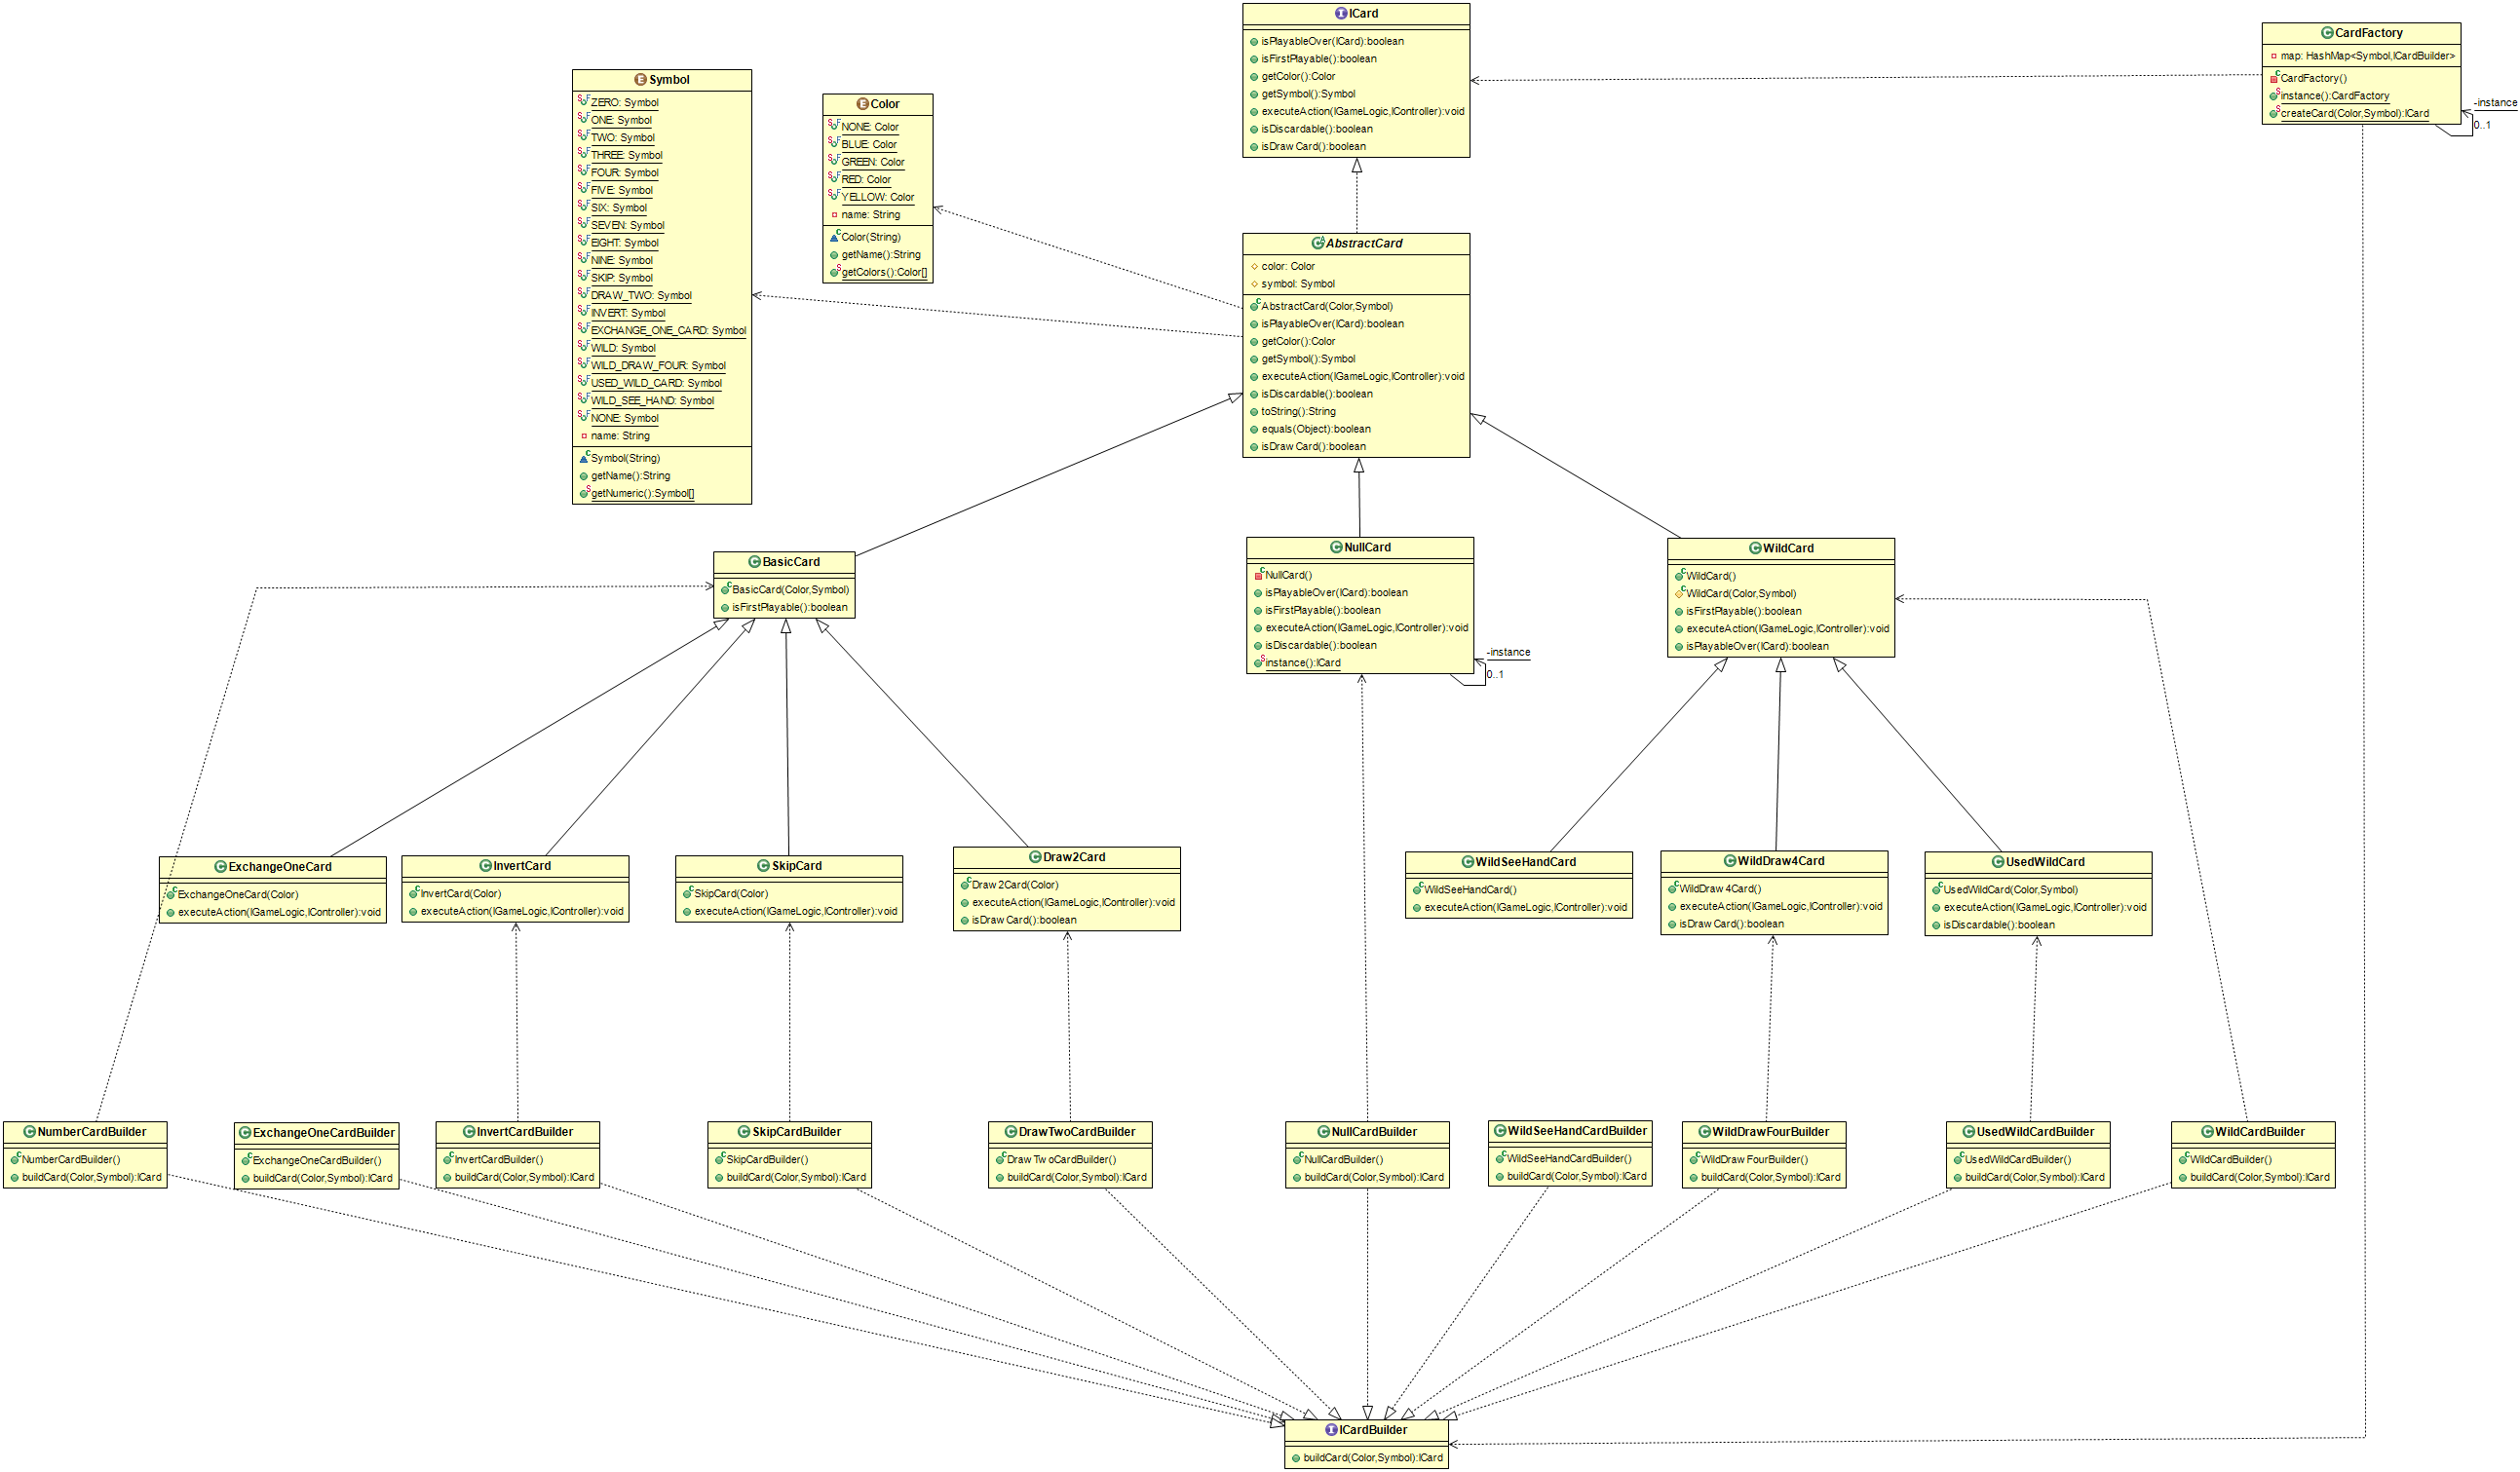 ICard
isPlayableOver(ICard):boolean
isFirstPlayable():boolean
getColor():Color
getSymbol():Symbol
executeAction(IGameLogic,IController):void
isDiscardable():boolean
isDrawCard():boolean
CardFactory
map: HashMap<Symbol,ICardBuilder>
CardFactory()
instance():CardFactory
createCard(Color,Symbol):ICard
-instance
0..1
Symbol
ZERO: Symbol
ONE: Symbol
TWO: Symbol
THREE: Symbol
FOUR: Symbol
FIVE: Symbol
SIX: Symbol
SEVEN: Symbol
EIGHT: Symbol
NINE: Symbol
SKIP: Symbol
DRAW_TWO: Symbol
INVERT: Symbol
EXCHANGE_ONE_CARD: Symbol
WILD: Symbol
WILD_DRAW_FOUR: Symbol
USED_WILD_CARD: Symbol
WILD_SEE_HAND: Symbol
NONE: Symbol
name: String
Symbol(String)
getName():String
getNumeric():Symbol[]
Color
NONE: Color
BLUE: Color
GREEN: Color
RED: Color
YELLOW: Color
name: String
Color(String)
getName():String
getColors():Color[]
AbstractCard
color: Color
symbol: Symbol
AbstractCard(Color,Symbol)
isPlayableOver(ICard):boolean
getColor():Color
getSymbol():Symbol
executeAction(IGameLogic,IController):void
isDiscardable():boolean
toString():String
equals(Object):boolean
isDrawCard():boolean
BasicCard
BasicCard(Color,Symbol)
isFirstPlayable():boolean
NullCard
NullCard()
isPlayableOver(ICard):boolean
isFirstPlayable():boolean
executeAction(IGameLogic,IController):void
isDiscardable():boolean
instance():ICard
-instance
0..1
WildCard
WildCard()
WildCard(Color,Symbol)
isFirstPlayable():boolean
executeAction(IGameLogic,IController):void
isPlayableOver(ICard):boolean
ExchangeOneCard
ExchangeOneCard(Color)
executeAction(IGameLogic,IController):void
InvertCard
InvertCard(Color)
executeAction(IGameLogic,IController):void
SkipCard
SkipCard(Color)
executeAction(IGameLogic,IController):void
Draw2Card
Draw2Card(Color)
executeAction(IGameLogic,IController):void
isDrawCard():boolean
WildSeeHandCard
WildSeeHandCard()
executeAction(IGameLogic,IController):void
WildDraw4Card
WildDraw4Card()
executeAction(IGameLogic,IController):void
isDrawCard():boolean
UsedWildCard
UsedWildCard(Color,Symbol)
executeAction(IGameLogic,IController):void
isDiscardable():boolean
NumberCardBuilder
NumberCardBuilder()
buildCard(Color,Symbol):ICard
ExchangeOneCardBuilder
ExchangeOneCardBuilder()
buildCard(Color,Symbol):ICard
InvertCardBuilder
InvertCardBuilder()
buildCard(Color,Symbol):ICard
SkipCardBuilder
SkipCardBuilder()
buildCard(Color,Symbol):ICard
DrawTwoCardBuilder
DrawTwoCardBuilder()
buildCard(Color,Symbol):ICard
NullCardBuilder
NullCardBuilder()
buildCard(Color,Symbol):ICard
WildSeeHandCardBuilder
WildSeeHandCardBuilder()
buildCard(Color,Symbol):ICard
WildDrawFourBuilder
WildDrawFourBuilder()
buildCard(Color,Symbol):ICard
UsedWildCardBuilder
UsedWildCardBuilder()
buildCard(Color,Symbol):ICard
WildCardBuilder
WildCardBuilder()
buildCard(Color,Symbol):ICard
ICardBuilder
buildCard(Color,Symbol):ICard